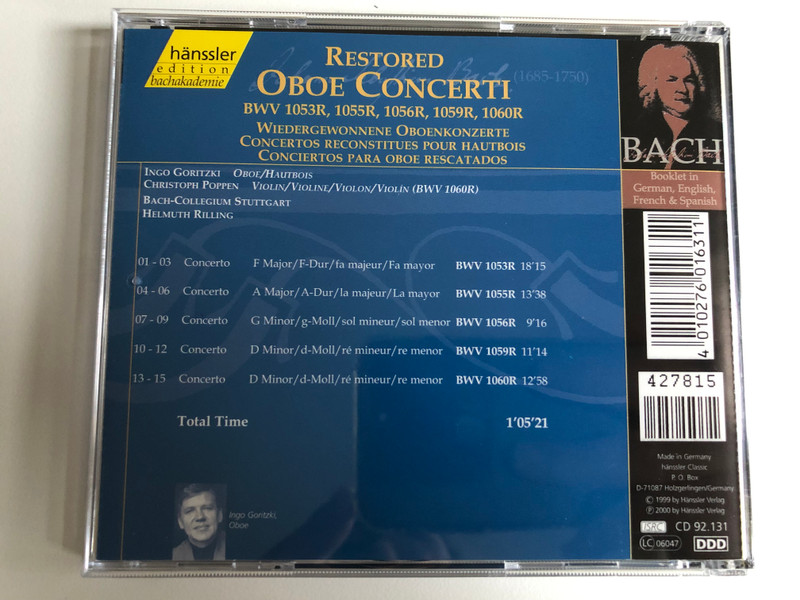 hänssler
edition
bachakademie
RESTORED
OBOE CONCERTI
(1685-1750)
BWV 1053R, 1055R, 1056R, 1059R, 1060R
WIEDERGEWONNENE OBOENKONZERTE
CONCERTOS RECONSTITUES POUR HAUTBOIS
CONCIERTOS PARA OBOE RESCATADOS
INGO GORITZKI OBOE/HAUTBOIS
CHRISTOPH POPPEN VIOLIN/VIOLINE/VIOLON/VIOLÍN (BWV 1060R)
BACH-COLLEGIUM STUTTGART
HELMUTH RILLING
01 - 03 Concerto F Major/F-Dur/fa majeur/Fa mayor BWV 1053R 18'15
04 - 06 Concerto A Major/A-Dur/la majeur/La mayor BWV 1055R 13'38
07 - 09 Concerto G Minor/g-Moll/sol mineur/sol menor BWV 1056R 9'16
10 - 12 Concerto D Minor/d-Moll/ré mineur/re menor BWV 1059R 11'14
13 - 15 Concerto D Minor/d-Moll/ré mineur/re menor BWV 1060R 12'58
Total Time 1'05'21
Ingo Goritzki,
Oboe
BACH
Booklet in
German, English,
French & Spanish
4 010276 016311
427815
Made in Germany
hänssler Classic
P. O. Box
D-71087 Holzgerlingen/Germany
© 1999 by Hänssler Verlag
℗ 2000 by Hänssler Verlag
ISRC CD 92.131
LC 06047 DDD